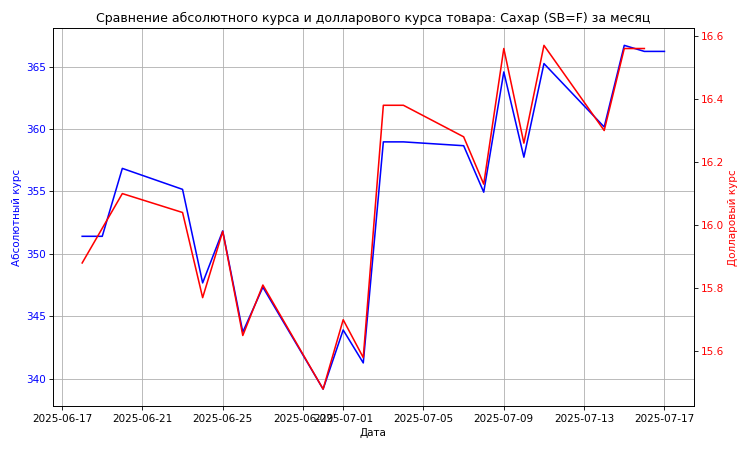 Сравнение абсолютного курса и долларового курса товара: Сахар (SB=F) за месяц
Абсолютный курс
365
360
355
350
345
340
16.6
16.4
16.2
16.0
15.8
15.6
Долларовый курс
2025-06-17 2025-06-21 2025-06-25 2025-06-29 2025-07-01 2025-07-05 2025-07-09 2025-07-13 2025-07-17
Дата